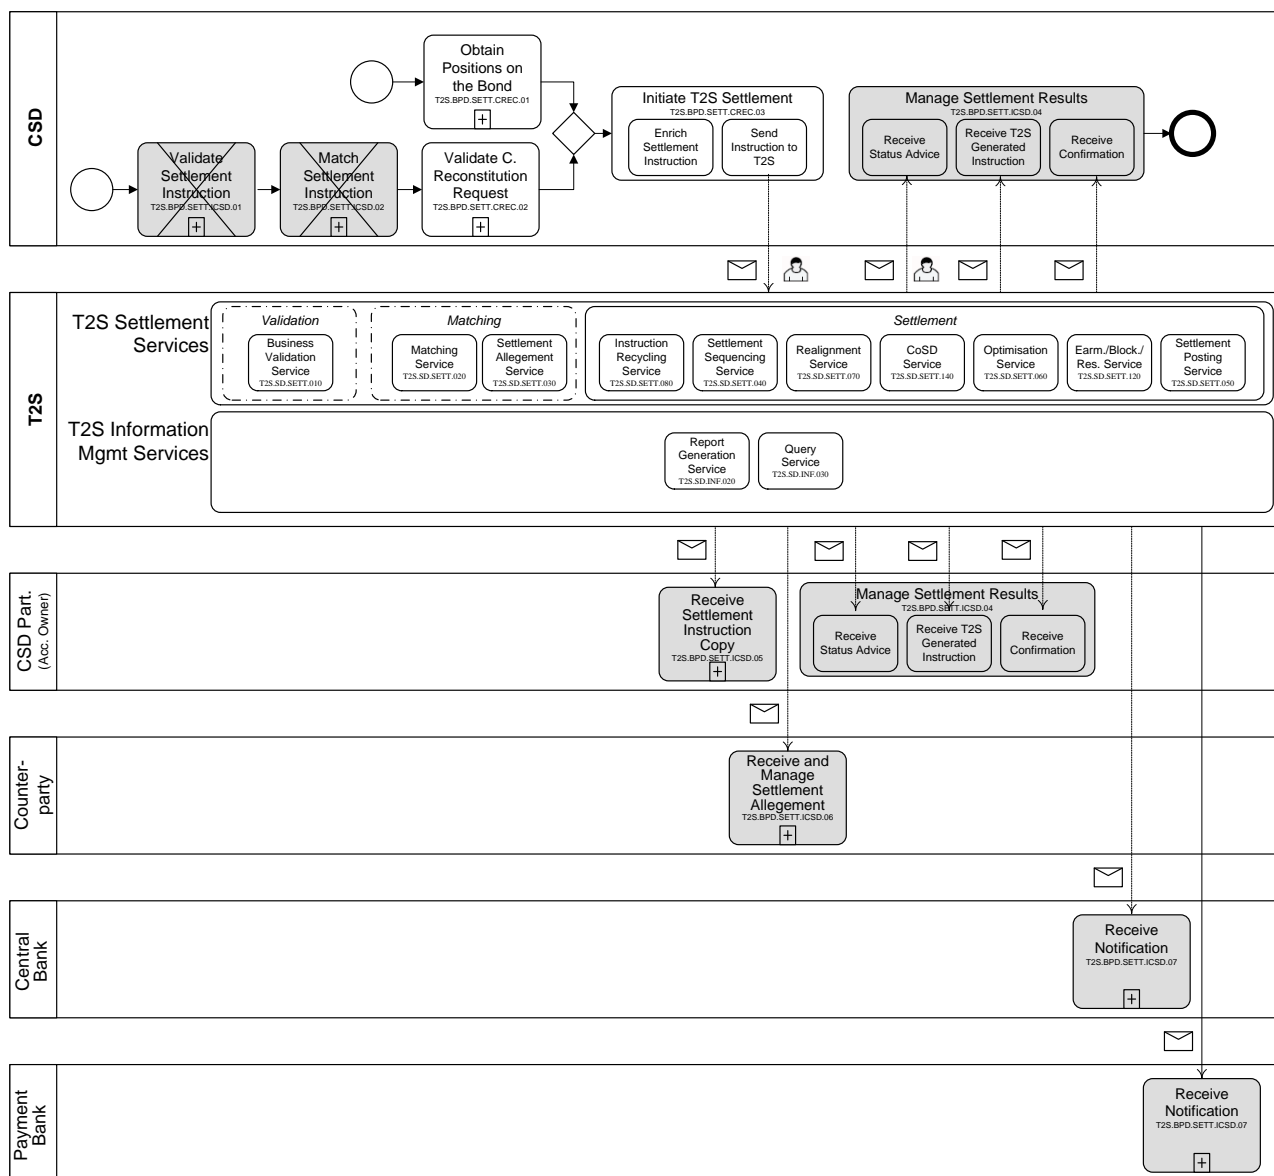 CSD
Obtain
Positions on
the Bond
T2S.BPD.SETT.CREC.01
Validate
Settlement
Instruction
T2S.BPD.SETT.ICSD.01
Match
Settlement
Instruction
T2S.BPD.SETT.ICSD.02
Validate C.
Reconstitution
Request
T2S.BPD.SETT.CREC.02
Initiate T2S Settlement
T2S.BPD.SETT.CREC.03
Enrich
Settlement
Instruction
Send
Instruction to
T2S
Manage Settlement Results
T2S.BPD.SETT.ICSD.04
Receive
Status Advice
Receive T2S
Generated
Instruction
Receive
Confirmation
T2S
T2S Settlement
Services
Validation
Business
Validation
Service
T2S.SD.SETT.010
Matching
Matching
Service
T2S.SD.SETT.020
Settlement
Allegement
Service
T2S.SD.SETT.030
Settlement
Instruction
Recycling
Service
T2S.SD.SETT.080
Settlement
Sequencing
Service
T2S.SD.SETT.040
Realignment
Service
T2S.SD.SETT.070
CoSD
Service
T2S.SD.SETT.140
Optimisation
Service
T2S.SD.SETT.060
Earm./Block./
Res. Service
T2S.SD.SETT.120
Settlement
Posting
Service
T2S.SD.SETT.050
T2S Information
Mgmt Services
Report
Generation
Service
T2S.SD.INF.020
Query
Service
T2S.SD.INF.030
CSD Part.
(Acc. Owner)
Receive
Settlement
Instruction
Copy
T2S.BPD.SETT.ICSD.05
Manage Settlement Results
T2S.BPD.SETT.ICSD.04
Receive
Status Advice
Receive T2S
Generated
Instruction
Receive
Confirmation
Counter-
party
Receive and
Manage
Settlement
Allegement
T2S.BPD.SETT.ICSD.06
Central
Bank
Receive
Notification
T2S.BPD.SETT.ICSD.07
Payment
Bank
Receive
Notification
T2S.BPD.SETT.ICSD.07